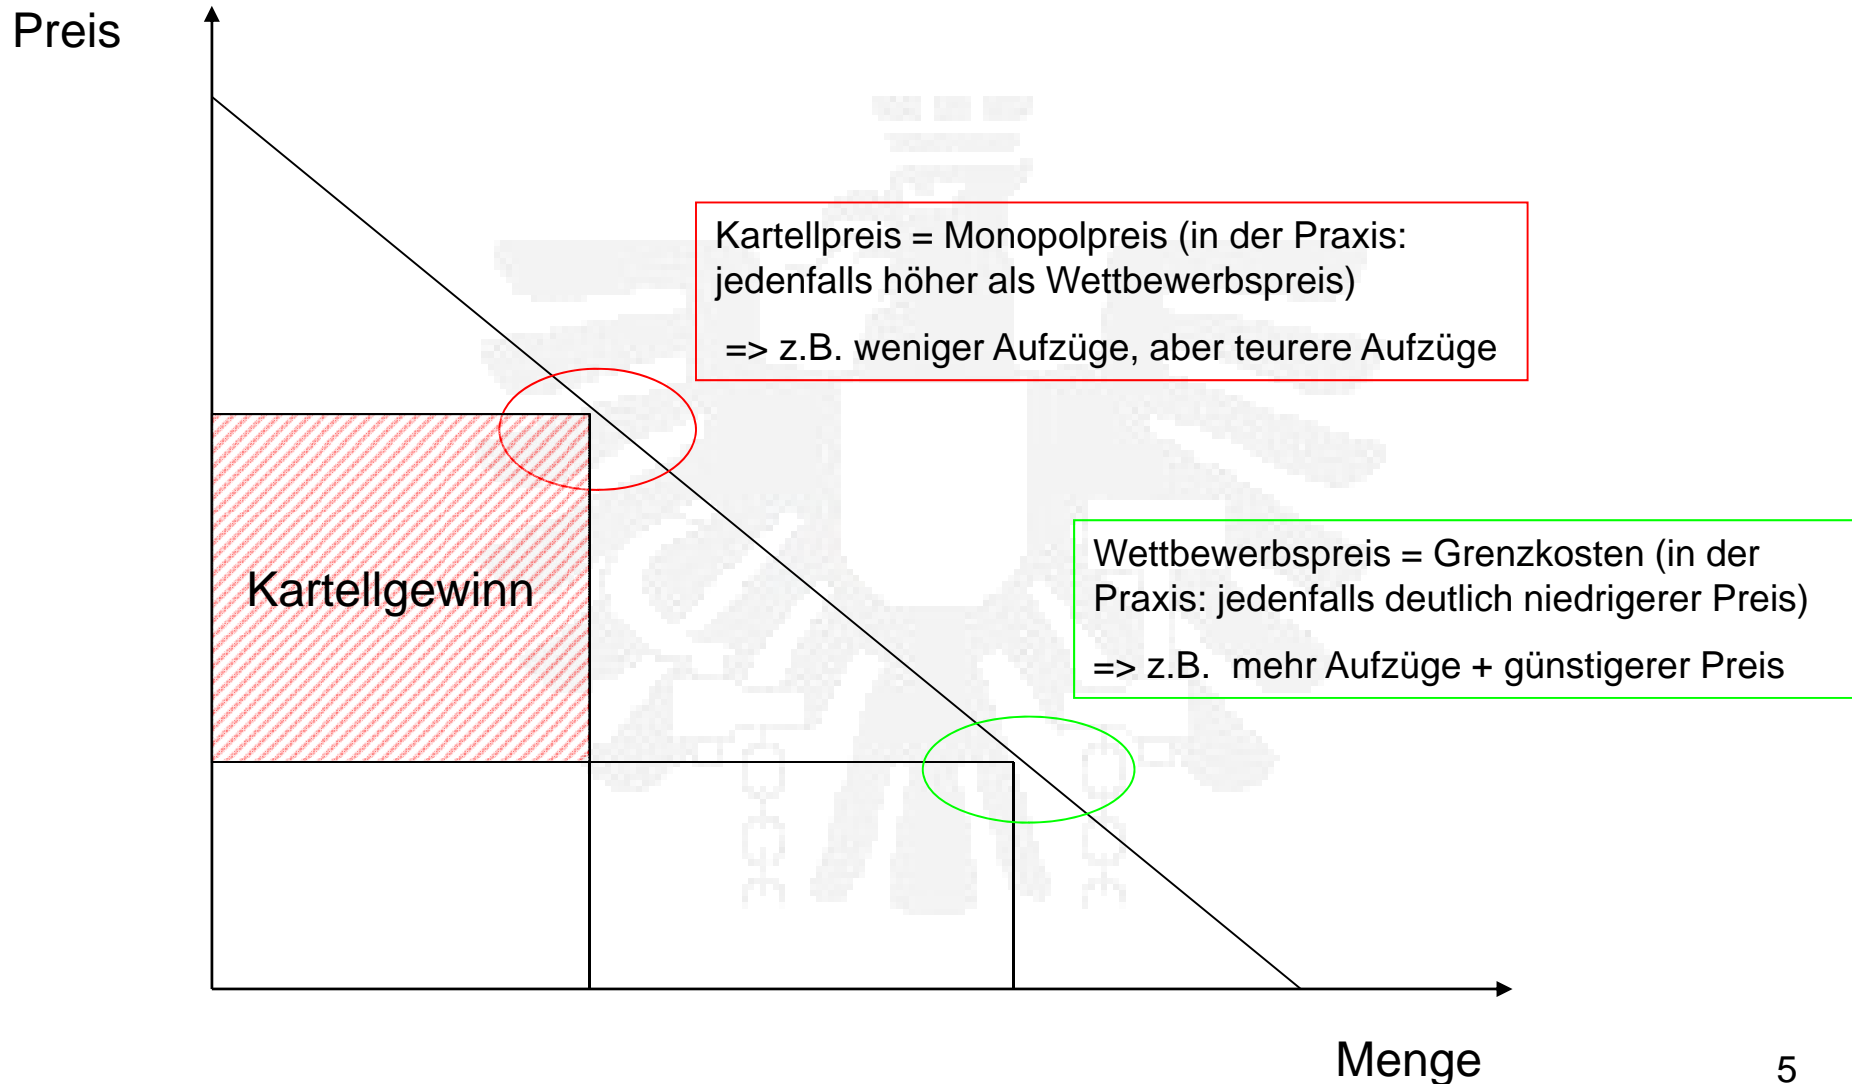 Preis
Kartellpreis = Monopolpreis (in der Praxis:
jedenfalls höher als Wettbewerbspreis)
=> z.B. weniger Aufzüge, aber teurere Aufzüge
Wettbewerbspreis = Grenzkosten (in der
Praxis: jedenfalls deutlich niedrigerer Preis)
=> z.B.  mehr Aufzüge + günstigerer Preis
Kartellgewinn
Menge
5